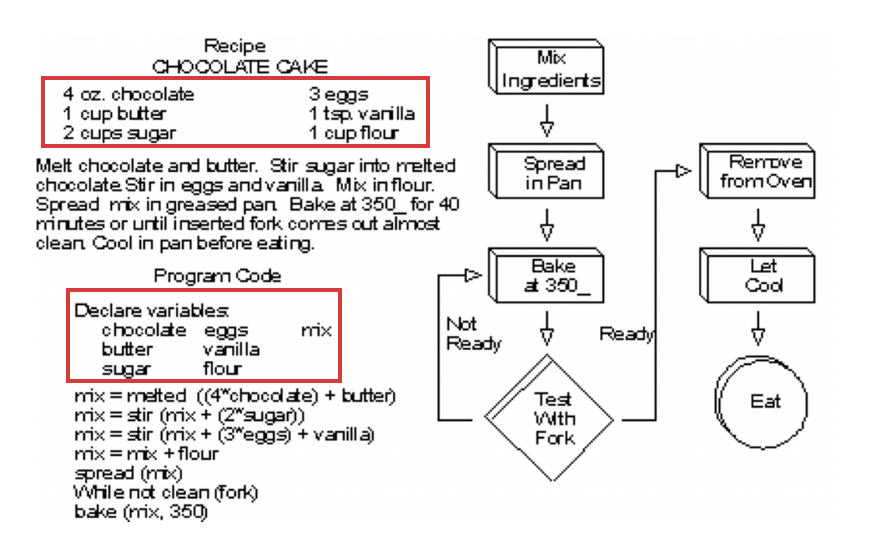 Recipe
CHOCOLATE CAKE
4 oz. chocolate 3 eggs
1 cup butter 1 tsp. vanilla
2 cups sugar 1 cup flour
Melt chocolate and butter. Stir sugar into melted
chocolate. Stir in eggs and vanilla. Mix in flour.
Spread mix in greased pan. Bake at 350_ for 40
minutes or until inserted fork comes out almost
clean. Cool in pan before eating.
Program Code
Declare variables:
chocolate eggs mix
butter vanilla
sugar flour
mix = melted ((4*chocolate) + butter)
mix = stir (mix + (2*sugar))
mix = stir (mix + (3*eggs) + vanilla)
mix = mix + flour
spread (mix)
While not clean (fork)
bake (mix, 350)
Mix
Ingredients
Spread
in Pan
Bake
at 350_
Not
Ready
Test
With
Fork
Ready
Remove
from Oven
Let
Cool
Eat